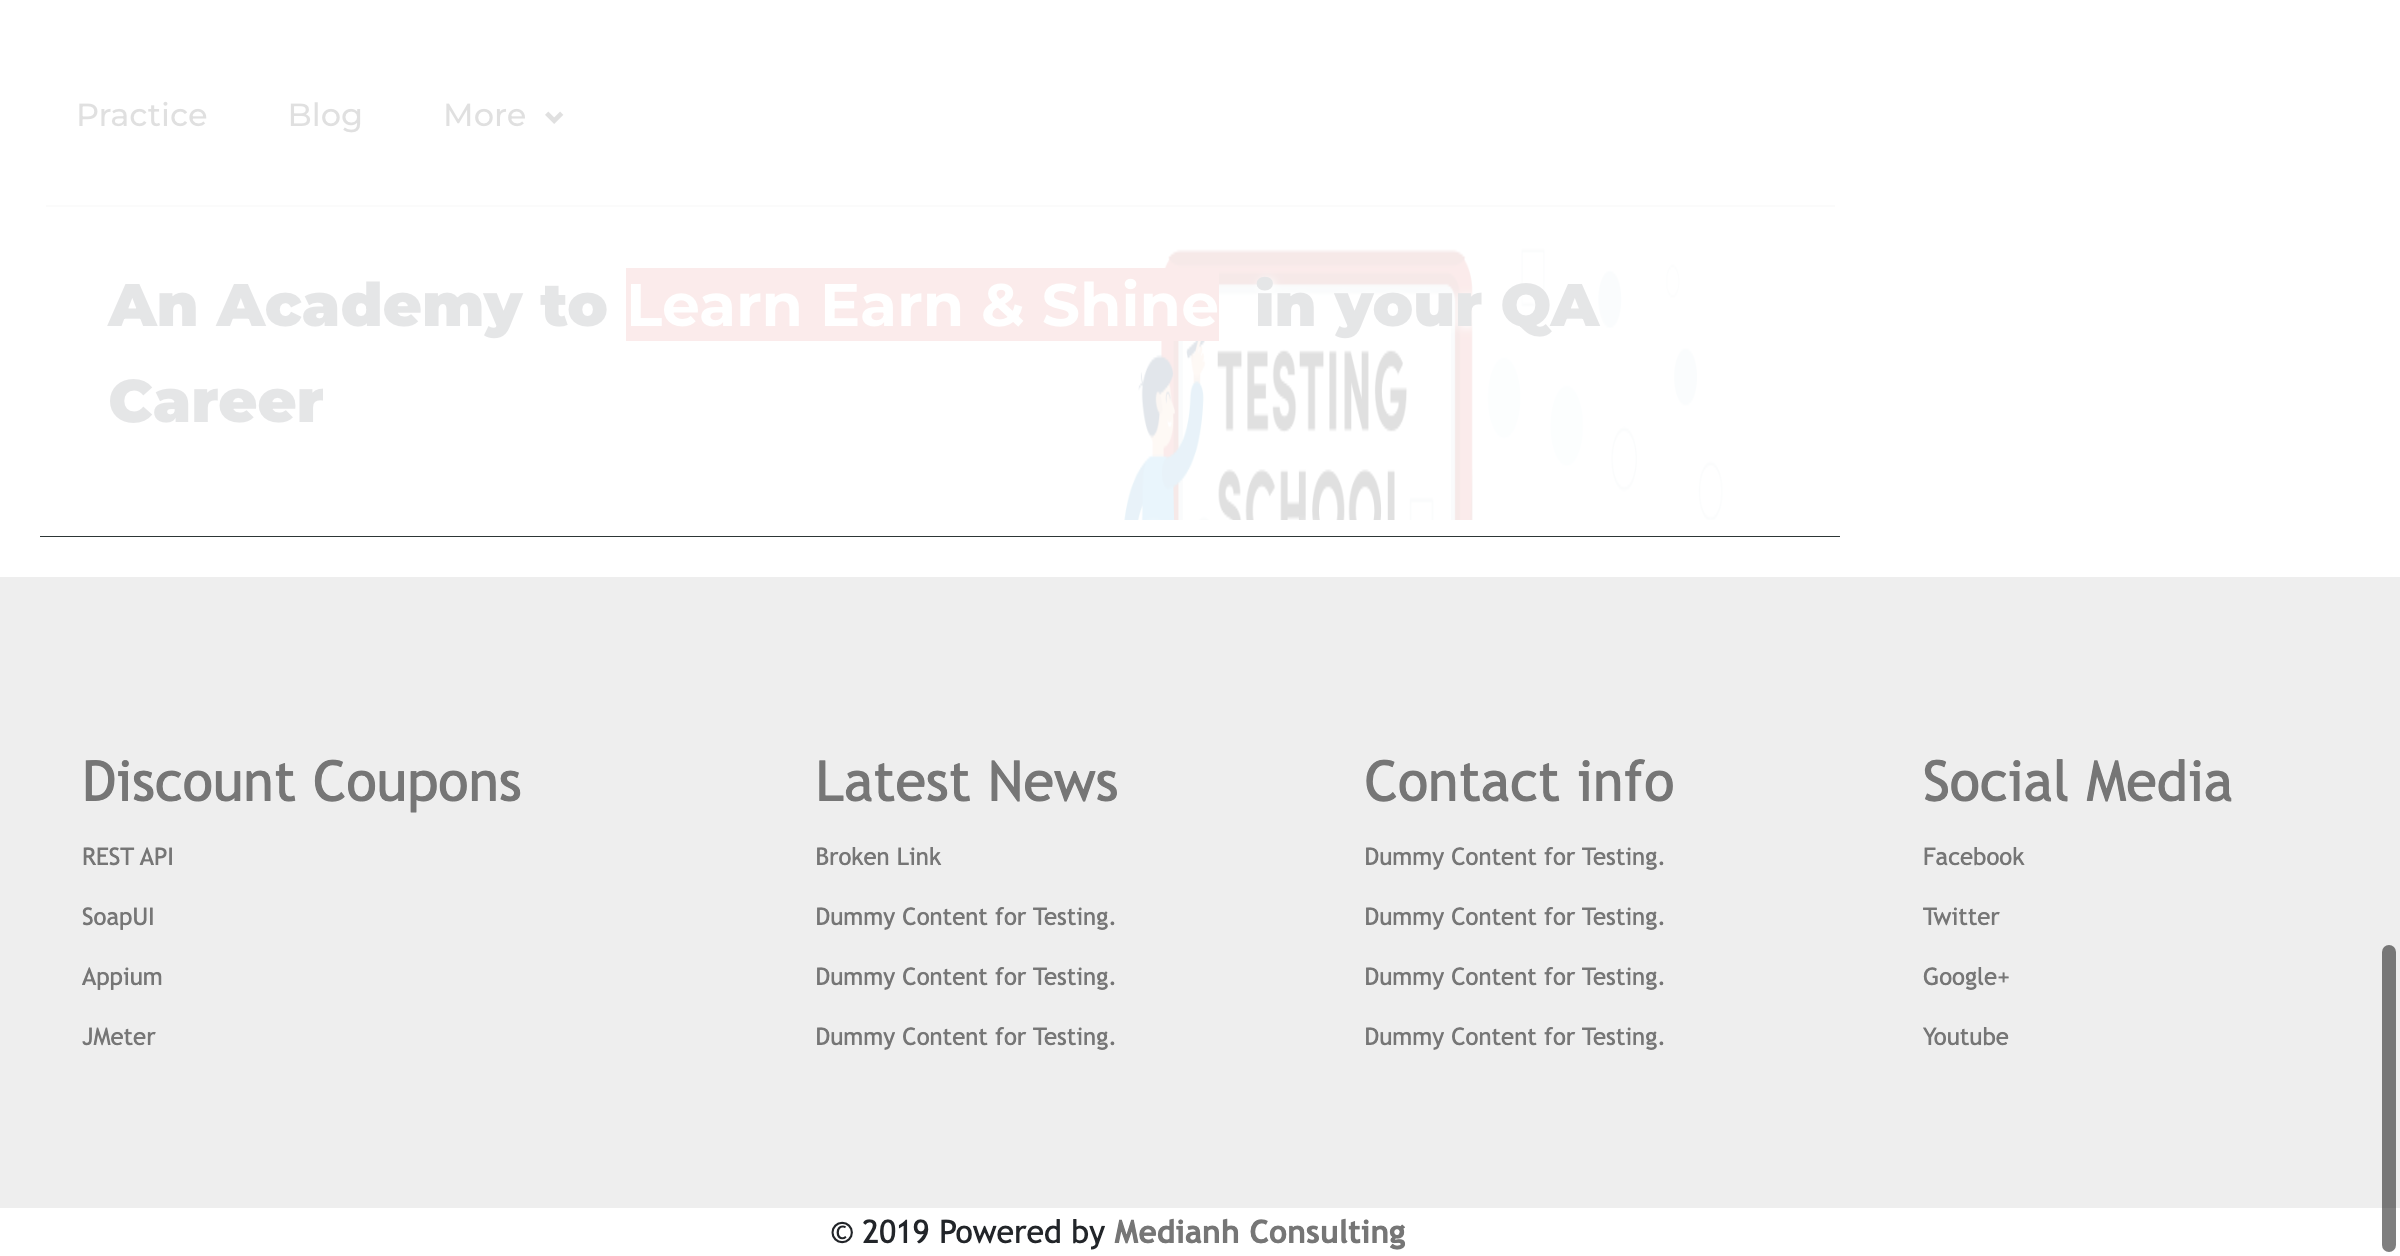 Practice Blog More
An Academy to Learn Earn & Shine in your QA
Career
TESTING
SCHOOL
Discount Coupons Latest News Contact info Social Media
REST API Broken Link Dummy Content for Testing. Facebook
SoapUI Dummy Content for Testing. Dummy Content for Testing. Twitter
Appium Dummy Content for Testing. Dummy Content for Testing. Google+
JMeter Dummy Content for Testing. Dummy Content for Testing. Youtube
© 2019 Powered by Medianh Consulting